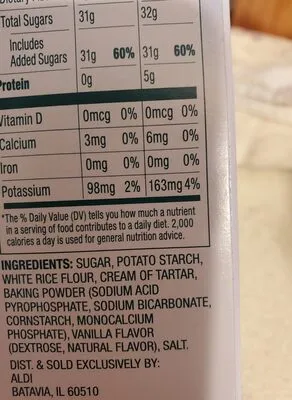 Total Sugars 31g 32g
Includes
Added Sugars 31g 60% 31g 60%
Protein 0g 5g
Vitamin D 0mcg 0% 0mcg 0%
Calcium 3mg 0% 6mg 0%
Iron 0mg 0% 0mg 0%
Potassium 98mg 2% 163mg 4%
*The % Daily Value (DV) tells you how much a nutrient
in a serving of food contributes to a daily diet. 2,000
calories a day is used for general nutrition advice.
INGREDIENTS: SUGAR, POTATO STARCH,
WHITE RICE FLOUR, CREAM OF TARTAR,
BAKING POWDER (SODIUM ACID
PYROPHOSPHATE, SODIUM BICARBONATE,
CORNSTARCH, MONOCALCIUM
PHOSPHATE), VANILLA FLAVOR
(DEXTROSE, NATURAL FLAVOR), SALT.
DIST. & SOLD EXCLUSIVELY BY:
ALDI
BATAVIA, IL 60510